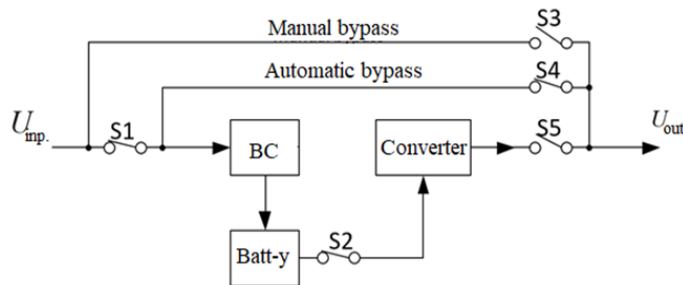 Manual bypass
S3
Automatic bypass
S4
Uinp.
S1
BC
Converter
S5
Uout
Batt-y
S2